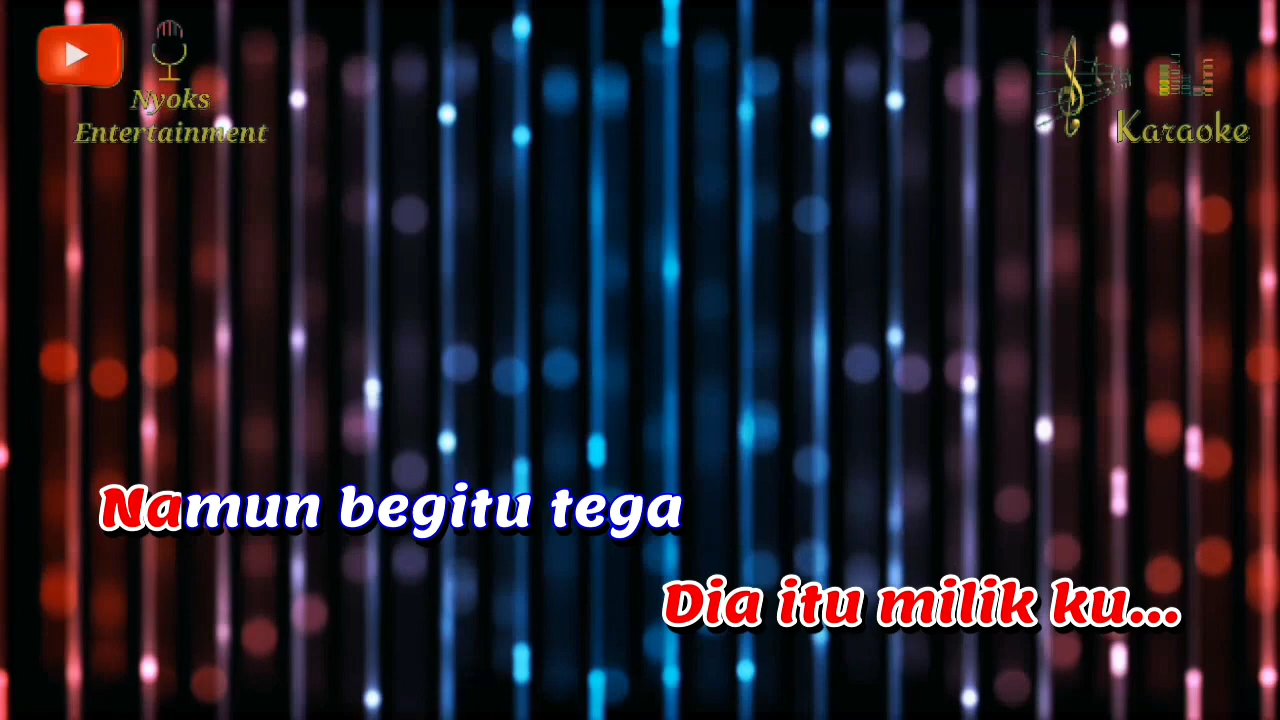 Nyoks
Entertainment
Karaoke
Namun begitu tega
Dia itu milik ku...